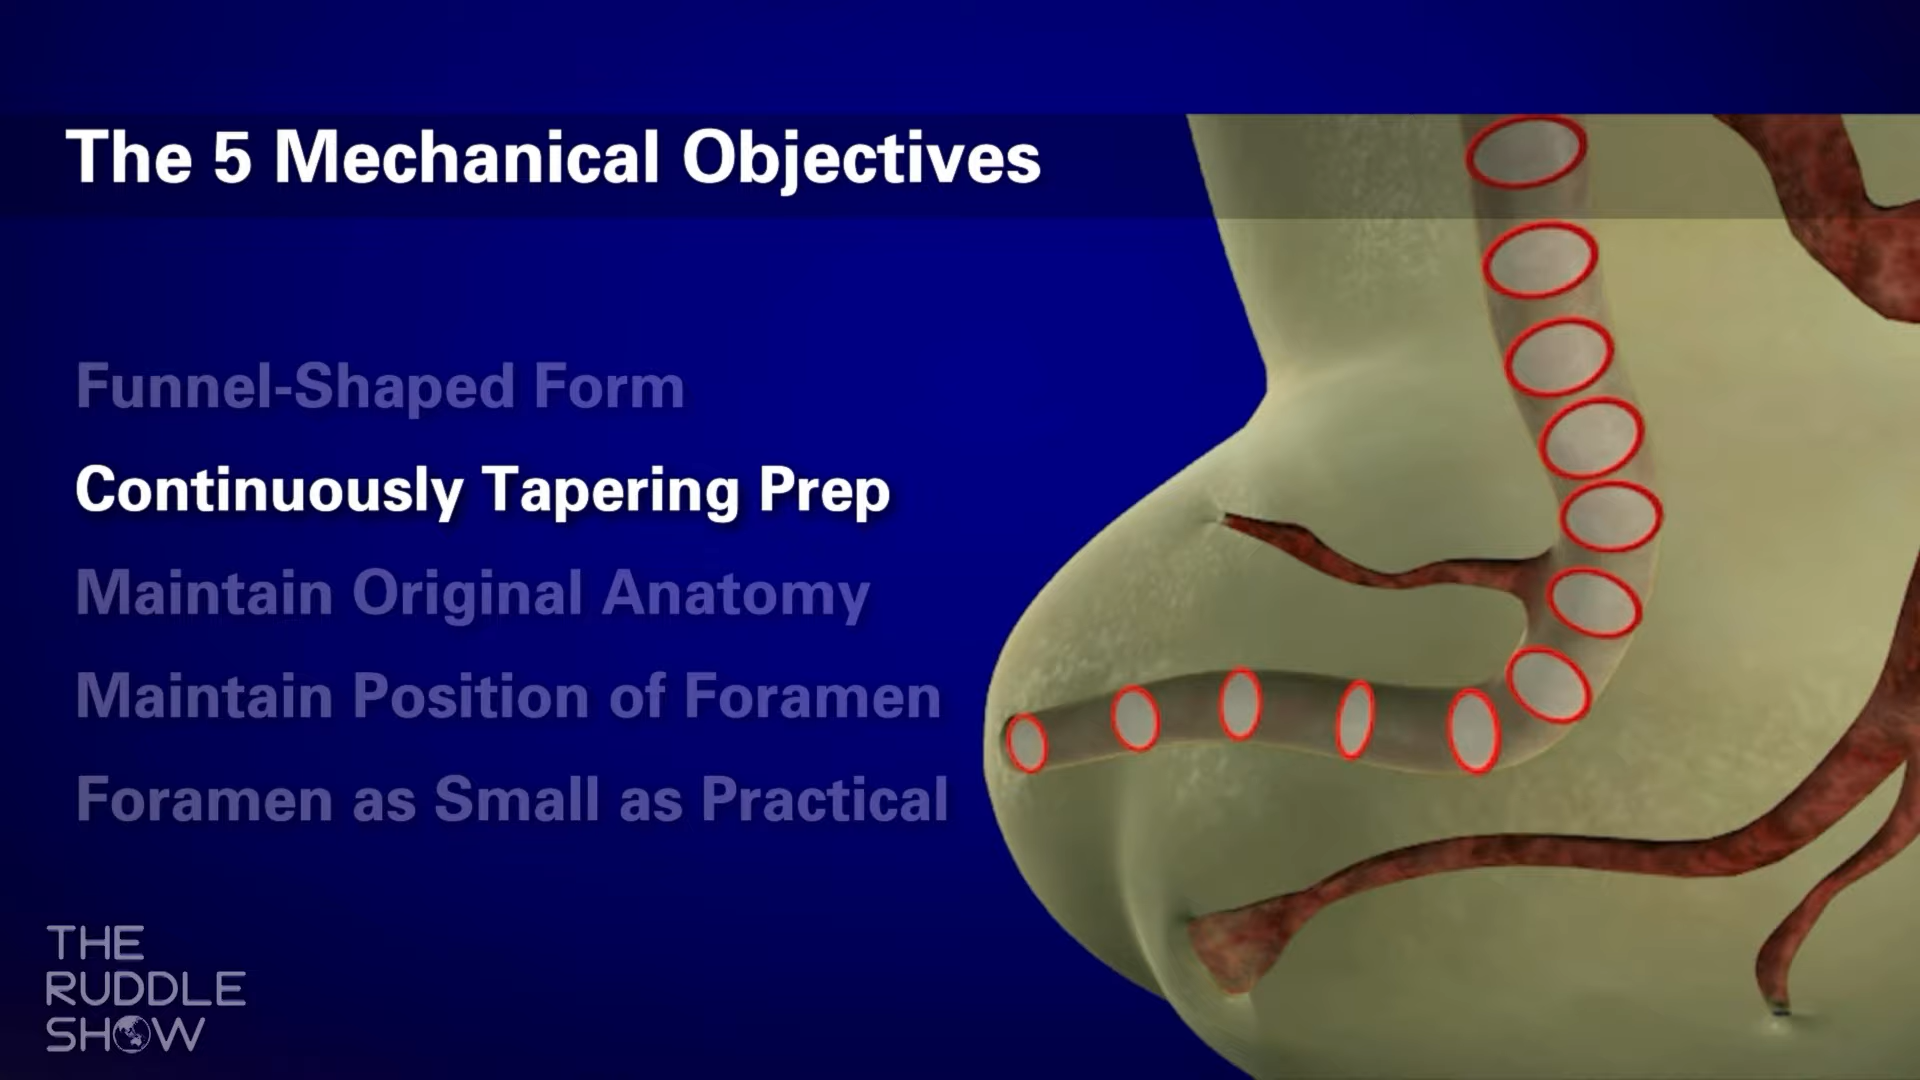 The 5 Mechanical Objectives
Funnel-Shaped Form
Continuously Tapering Prep
Maintain Original Anatomy
Maintain Position of Foramen
Foramen as Small as Practical
THE
RUDDLE
SHOW